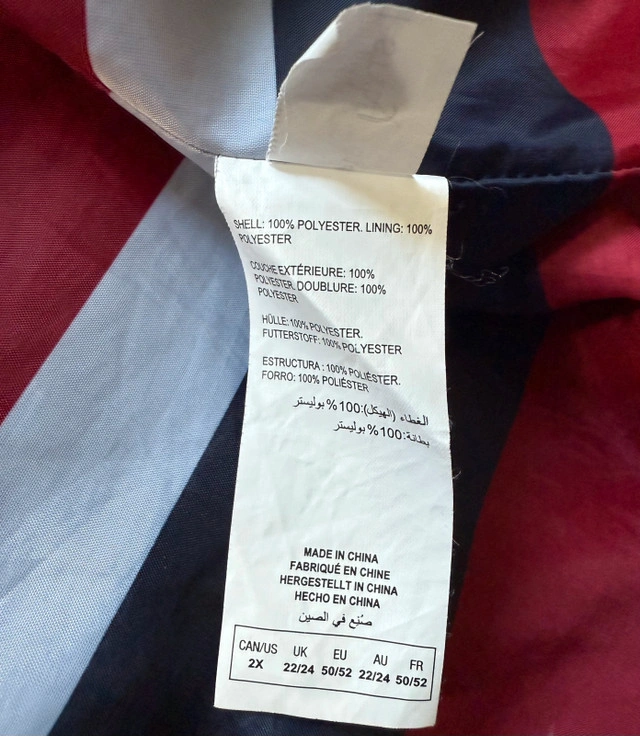 SHELL: 100% POLYESTER. LINING: 100%
POLYESTER
COUCHE EXTÉRIEURE: 100%
POLYESTER. DOUBLURE: 100%
POLYESTER
HÜLLE: 100% POLYESTER.
FUTTERSTOFF: 100% POLYESTER
ESTRUCTURA : 100% POLIÉSTER.
FORRO: 100% POLIÉSTER
الغطاء (الهيكل):100%بوليستر
بطانة:100%بوليستر
MADE IN CHINA
FABRIQUÉ EN CHINE
HERGESTELLT IN CHINA
HECHO EN CHINA
صُنع في الصين
CAN/US UK EU AU FR
2X 22/24 50/52 22/24 50/52